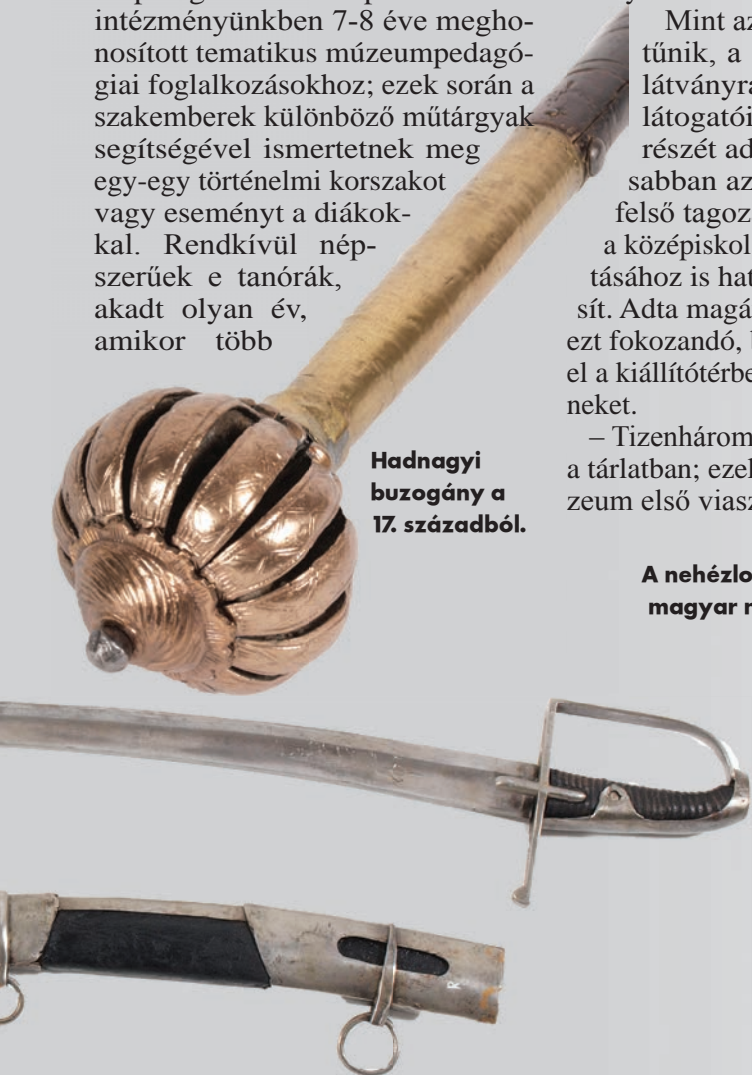 intézményünkben 7-8 éve megho-
nosított tematikus múzeumpedagó-
giai foglalkozásokhoz; ezek során a
szakemberek különböző műtárgyak
segítségével ismertetnek meg
egy-egy történelmi korszakot
vagy eseményt a diákok-
kal. Rendkívül nép-
szerűek e tanórák,
akadt olyan év,
amikor több
Hadnagyi
buzogány a
17. századból.
Mint az
tűnik, a
látványra
látogatói
részét ad
sabban az
felső tagoz
a középiskol
tásához is hat
sít. Adta magá
ezt fokozandó,
el a kiállítótérbe
neket.
– Tizenhárom
a tárlatban; ezek
zeum első viasz
A nehézlo
magyar
R